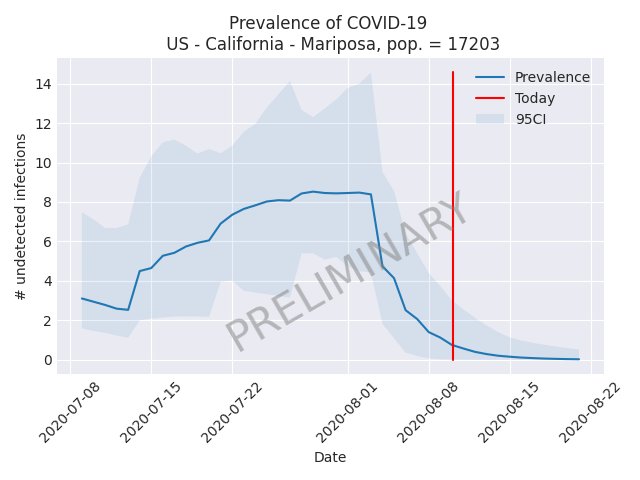 Prevalence of COVID-19
US - California - Mariposa, pop. = 17203
14
12
10
8
6
4
2
0
# undetected infections
Prevalence
Today
95CI
PRELIMINARY
2020-07-08
2020-07-15
2020-07-22
2020-08-01
2020-08-08
2020-08-15
2020-08-22
Date